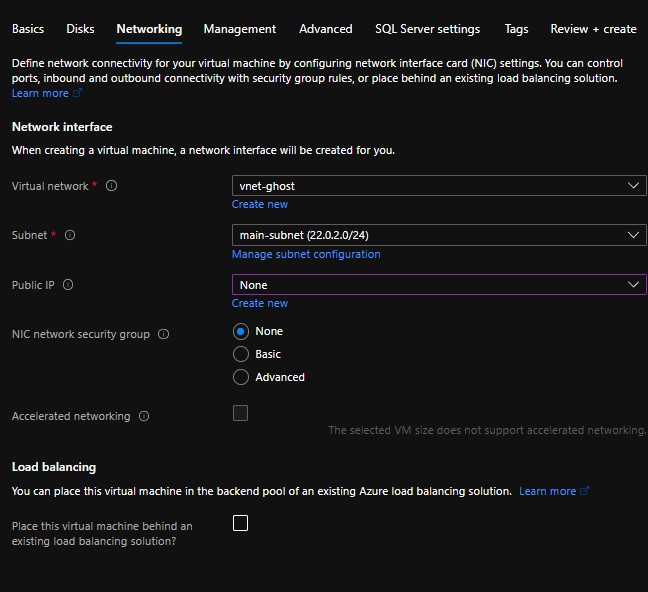 Basics Disks Networking Management Advanced SQL Server settings Tags Review + create
Define network connectivity for your virtual machine by configuring network interface card (NIC) settings. You can control
ports, inbound and outbound connectivity with security group rules, or place behind an existing load balancing solution.
Learn more
Network interface
When creating a virtual machine, a network interface will be created for you.
Virtual network * vnet-ghost
Create new
Subnet * main-subnet (22.0.2.0/24)
Manage subnet configuration
Public IP None
Create new
NIC network security group None
Basic
Advanced
Accelerated networking
The selected VM size does not support accelerated networking.
Load balancing
You can place this virtual machine in the backend pool of an existing Azure load balancing solution. Learn more
Place this virtual machine behind an
existing load balancing solution?